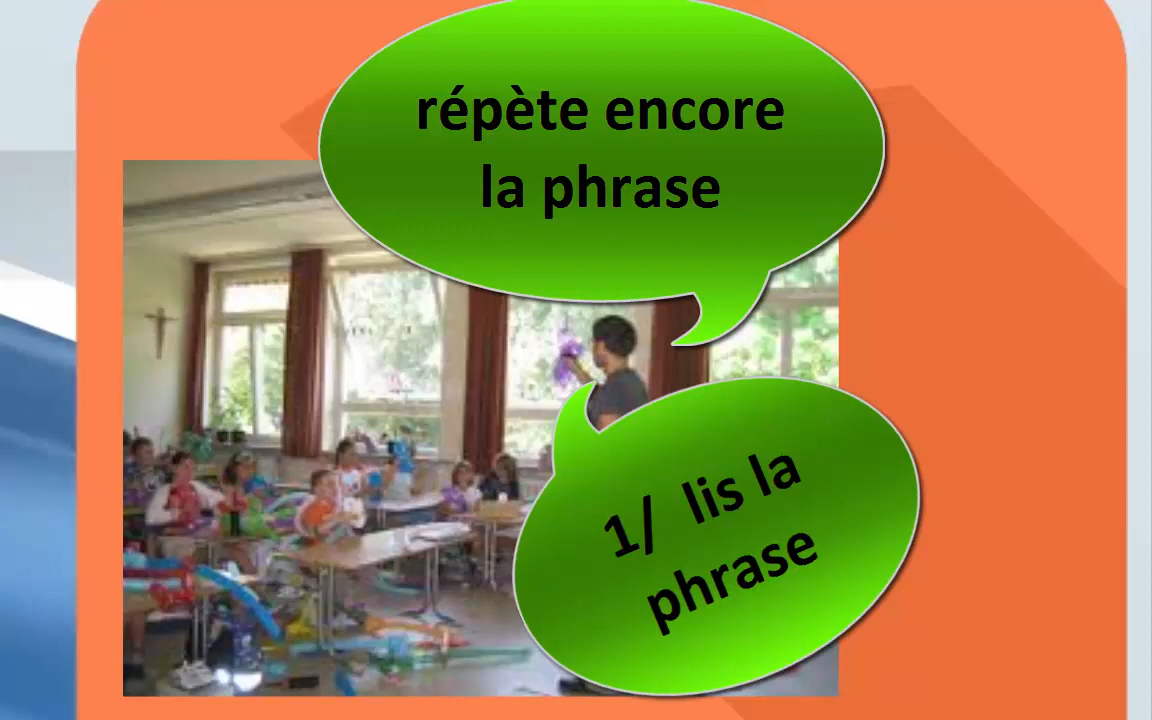 répète encore
la phrase
1/ lis la
phrase